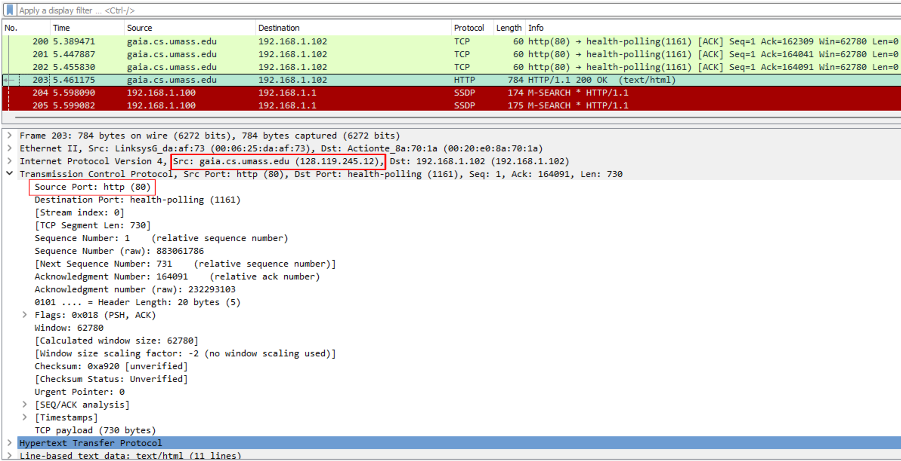 Apply a display filter ... <Ctrl-/>
No. Time Source Destination Protocol Length Info
200 5.389471 gaia.cs.umass.edu 192.168.1.102 TCP 60 http(80) → health-polling(1161) [ACK] Seq=1 Ack=162309 Win=62780 Len=0
201 5.447887 gaia.cs.umass.edu 192.168.1.102 TCP 60 http(80) → health-polling(1161) [ACK] Seq=1 Ack=164041 Win=62780 Len=0
202 5.455830 gaia.cs.umass.edu 192.168.1.102 TCP 60 http(80) → health-polling(1161) [ACK] Seq=1 Ack=164091 Win=62780 Len=0
203 5.461175 gaia.cs.umass.edu 192.168.1.102 HTTP 784 HTTP/1.1 200 OK (text/html)
204 5.598090 192.168.1.100 192.168.1.1 SSDP 174 M-SEARCH * HTTP/1.1
205 5.599082 192.168.1.100 192.168.1.1 SSDP 175 M-SEARCH * HTTP/1.1
Frame 203: 784 bytes on wire (6272 bits), 784 bytes captured (6272 bits)
Ethernet II, Src: LinksysG_da:af:73 (00:06:25:da:af:73), Dst: Actionte_8a:70:1a (00:20:e0:8a:70:1a)
Internet Protocol Version 4, Src: gaia.cs.umass.edu (128.119.245.12), Dst: 192.168.1.102 (192.168.1.102)
Transmission Control Protocol, Src Port: http (80), Dst Port: health-polling (1161), Seq: 1, Ack: 164091, Len: 730
Source Port: http (80)
Destination Port: health-polling (1161)
[Stream index: 0]
[TCP Segment Len: 730]
Sequence Number: 1 (relative sequence number)
Sequence Number (raw): 883061786
[Next Sequence Number: 731 (relative sequence number)]
Acknowledgment Number: 164091 (relative ack number)
Acknowledgment number (raw): 232293103
0101 .... = Header Length: 20 bytes (5)
Flags: 0x018 (PSH, ACK)
Window: 62780
[Calculated window size: 62780]
[Window size scaling factor: -2 (no window scaling used)]
Checksum: 0xa920 [unverified]
[Checksum Status: Unverified]
Urgent Pointer: 0
[SEQ/ACK analysis]
[Timestamps]
TCP payload (730 bytes)
Hypertext Transfer Protocol
Line-based text data: text/html (11 lines)